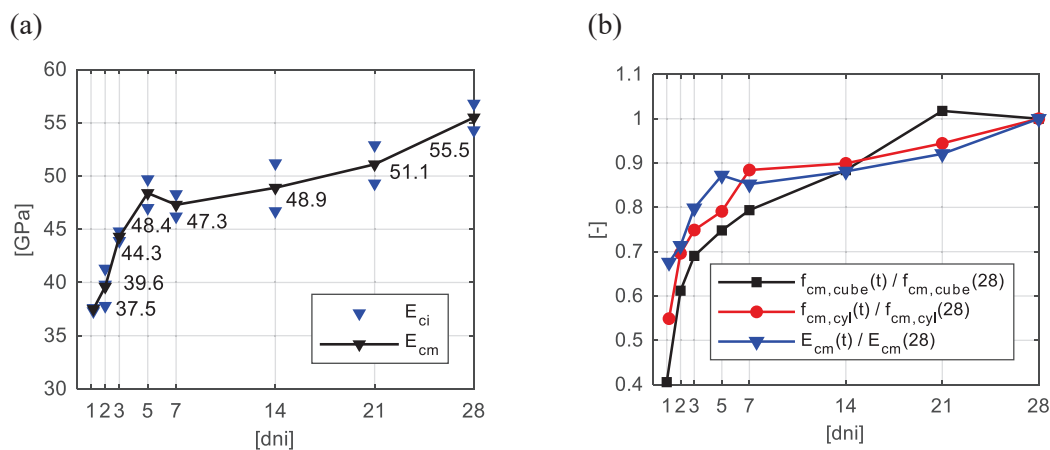 (a)
60
55
50
45
40
35
30
[GPa]
37.5
39.6
44.3
48.4
47.3
48.9
51.1
55.5
E_ci
E_cm
1 2 3 5 7 14 21 28
[dni]
(b)
1.1
1
0.9
0.8
0.7
0.6
0.5
0.4
[-]
f_cm,cube(t) / f_cm,cube(28)
f_cm,cyl(t) / f_cm,cyl(28)
E_cm(t) / E_cm(28)
1 2 3 5 7 14 21 28
[dni]